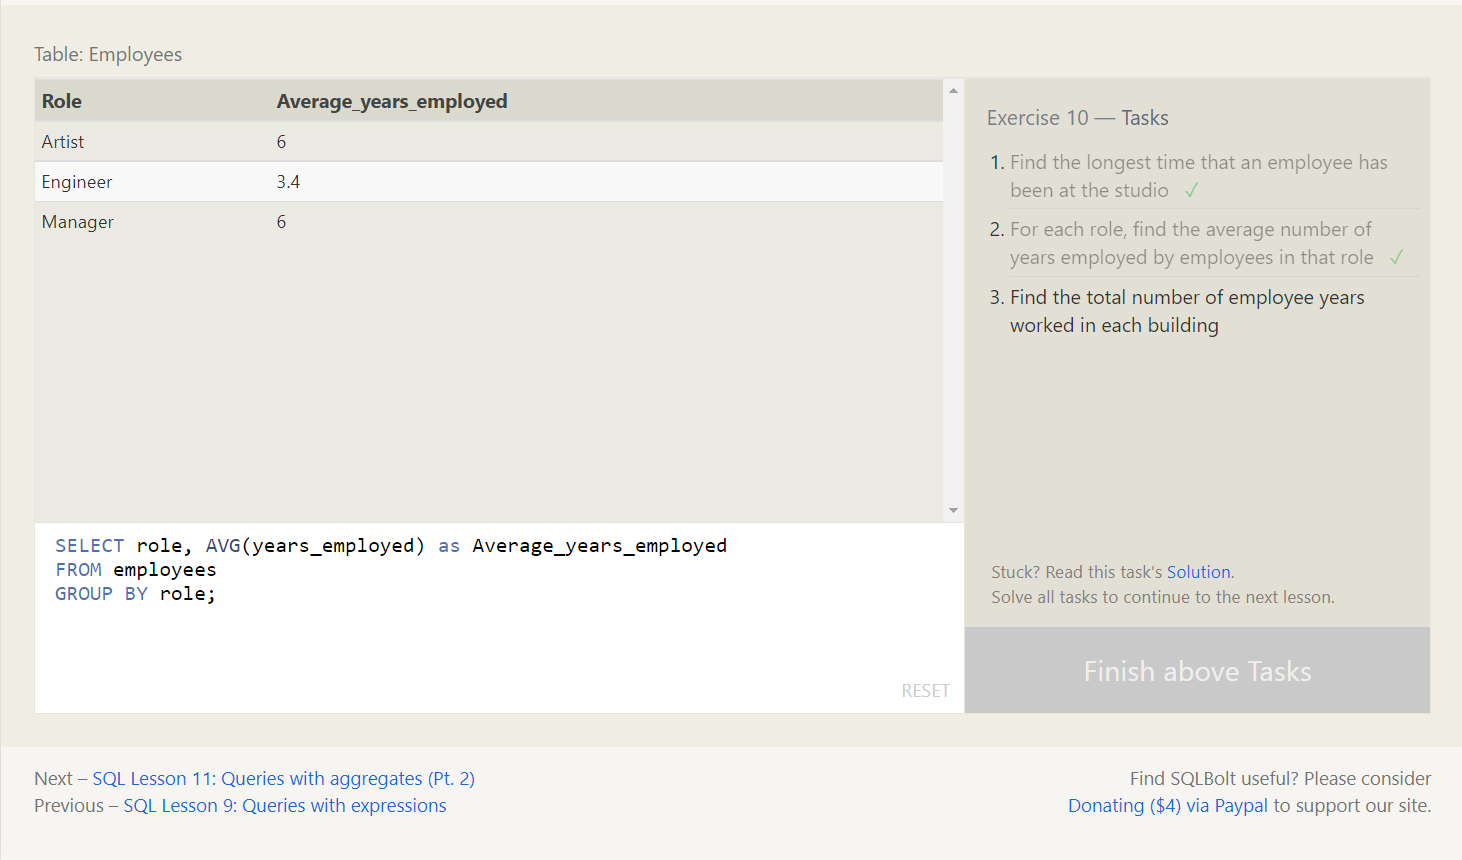 Table: Employees
Role Average_years_employed
Artist 6
Engineer 3.4
Manager 6
SELECT role, AVG(years_employed) as Average_years_employed
FROM employees
GROUP BY role;
RESET
Exercise 10 — Tasks
1. Find the longest time that an employee has
been at the studio ✓
2. For each role, find the average number of
years employed by employees in that role ✓
3. Find the total number of employee years
worked in each building
Stuck? Read this task's Solution.
Solve all tasks to continue to the next lesson.
Finish above Tasks
Next – SQL Lesson 11: Queries with aggregates (Pt. 2)
Previous – SQL Lesson 9: Queries with expressions
Find SQLBolt useful? Please consider
Donating ($4) via Paypal to support our site.